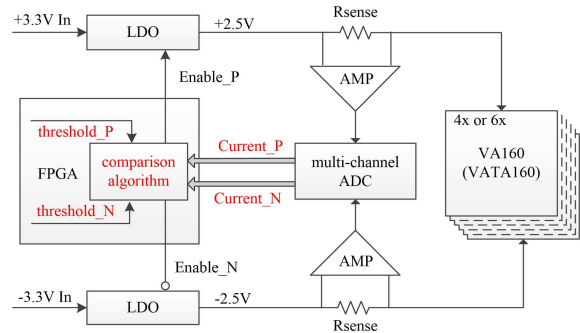 +3.3V In
LDO
+2.5V
Rsense
Enable_P
AMP
threshold_P
FPGA
comparison
algorithm
threshold_N
Current_P
Current_N
multi-channel
ADC
4x or 6x
VA160
(VATA160)
Enable_N
AMP
-3.3V In
LDO
-2.5V
Rsense